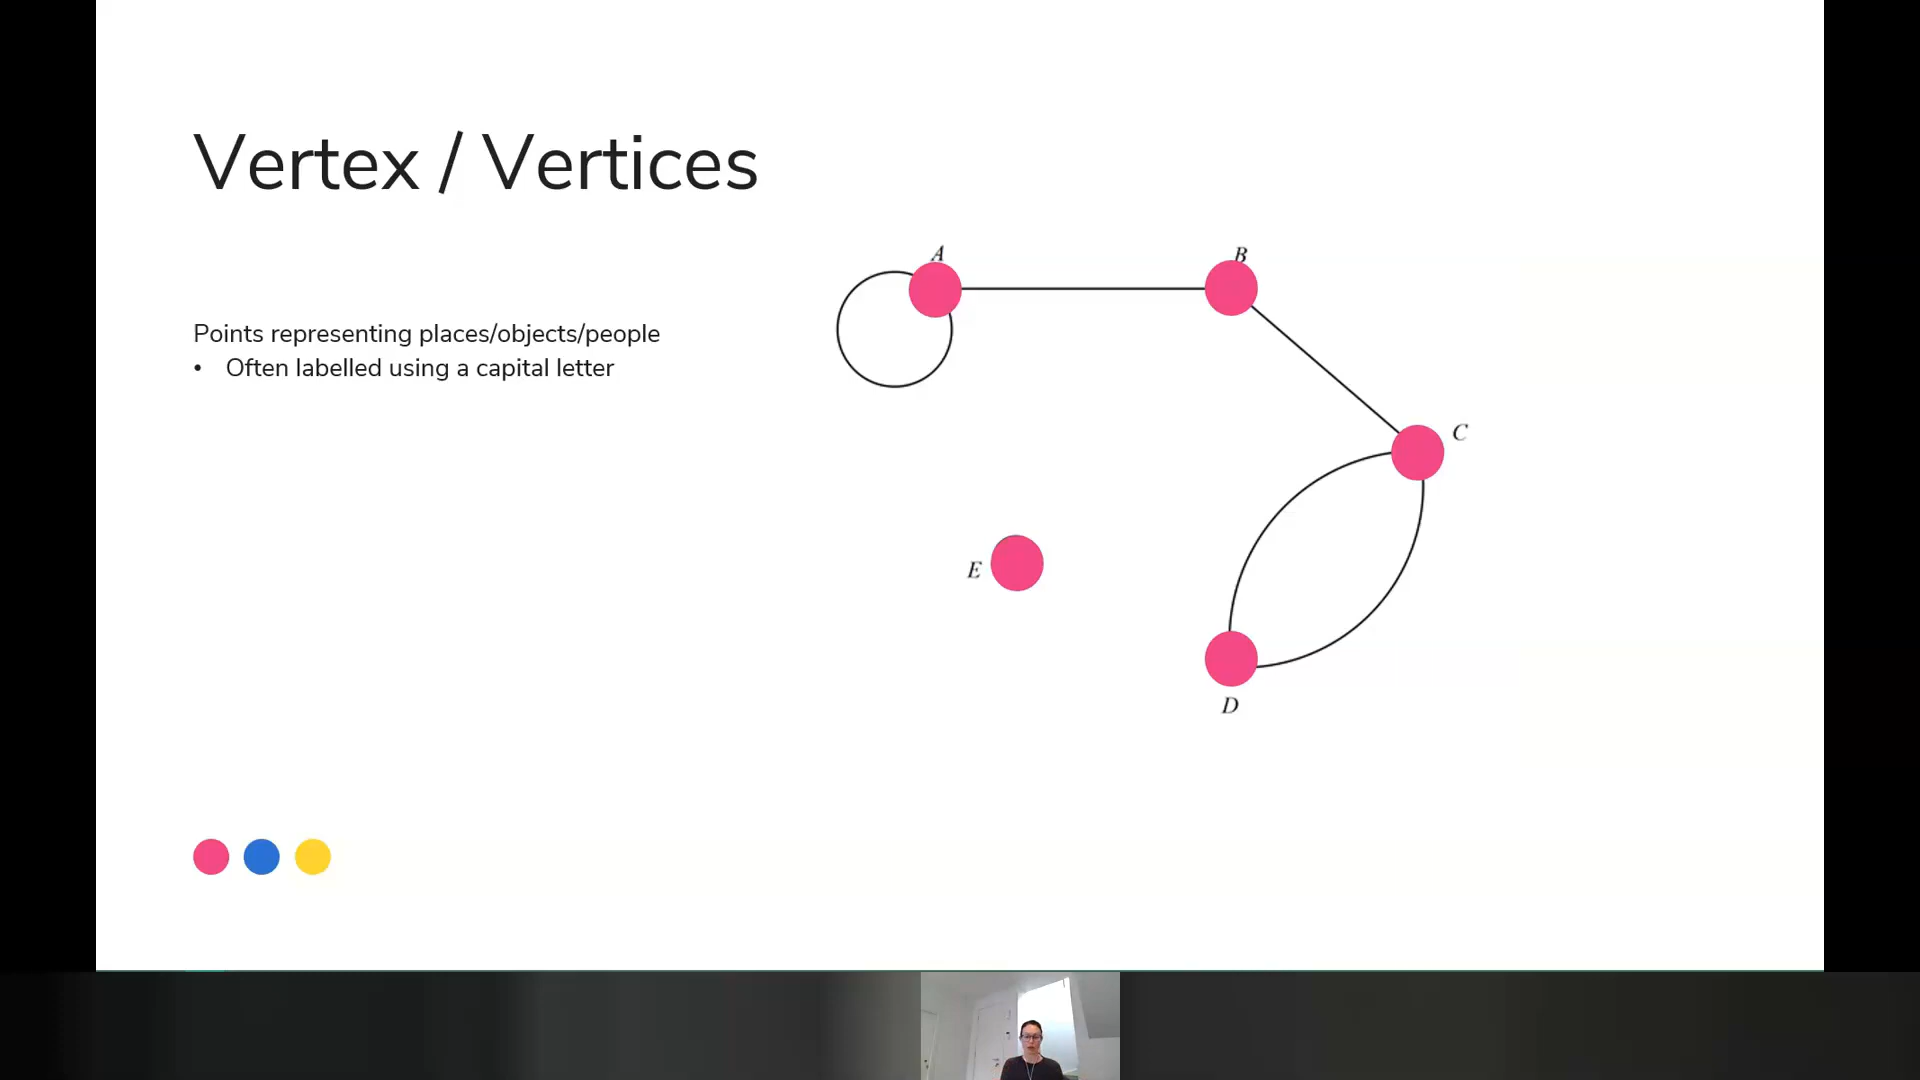 Vertex / Vertices
Points representing places/objects/people
• Often labelled using a capital letter
A
B
C
E
D